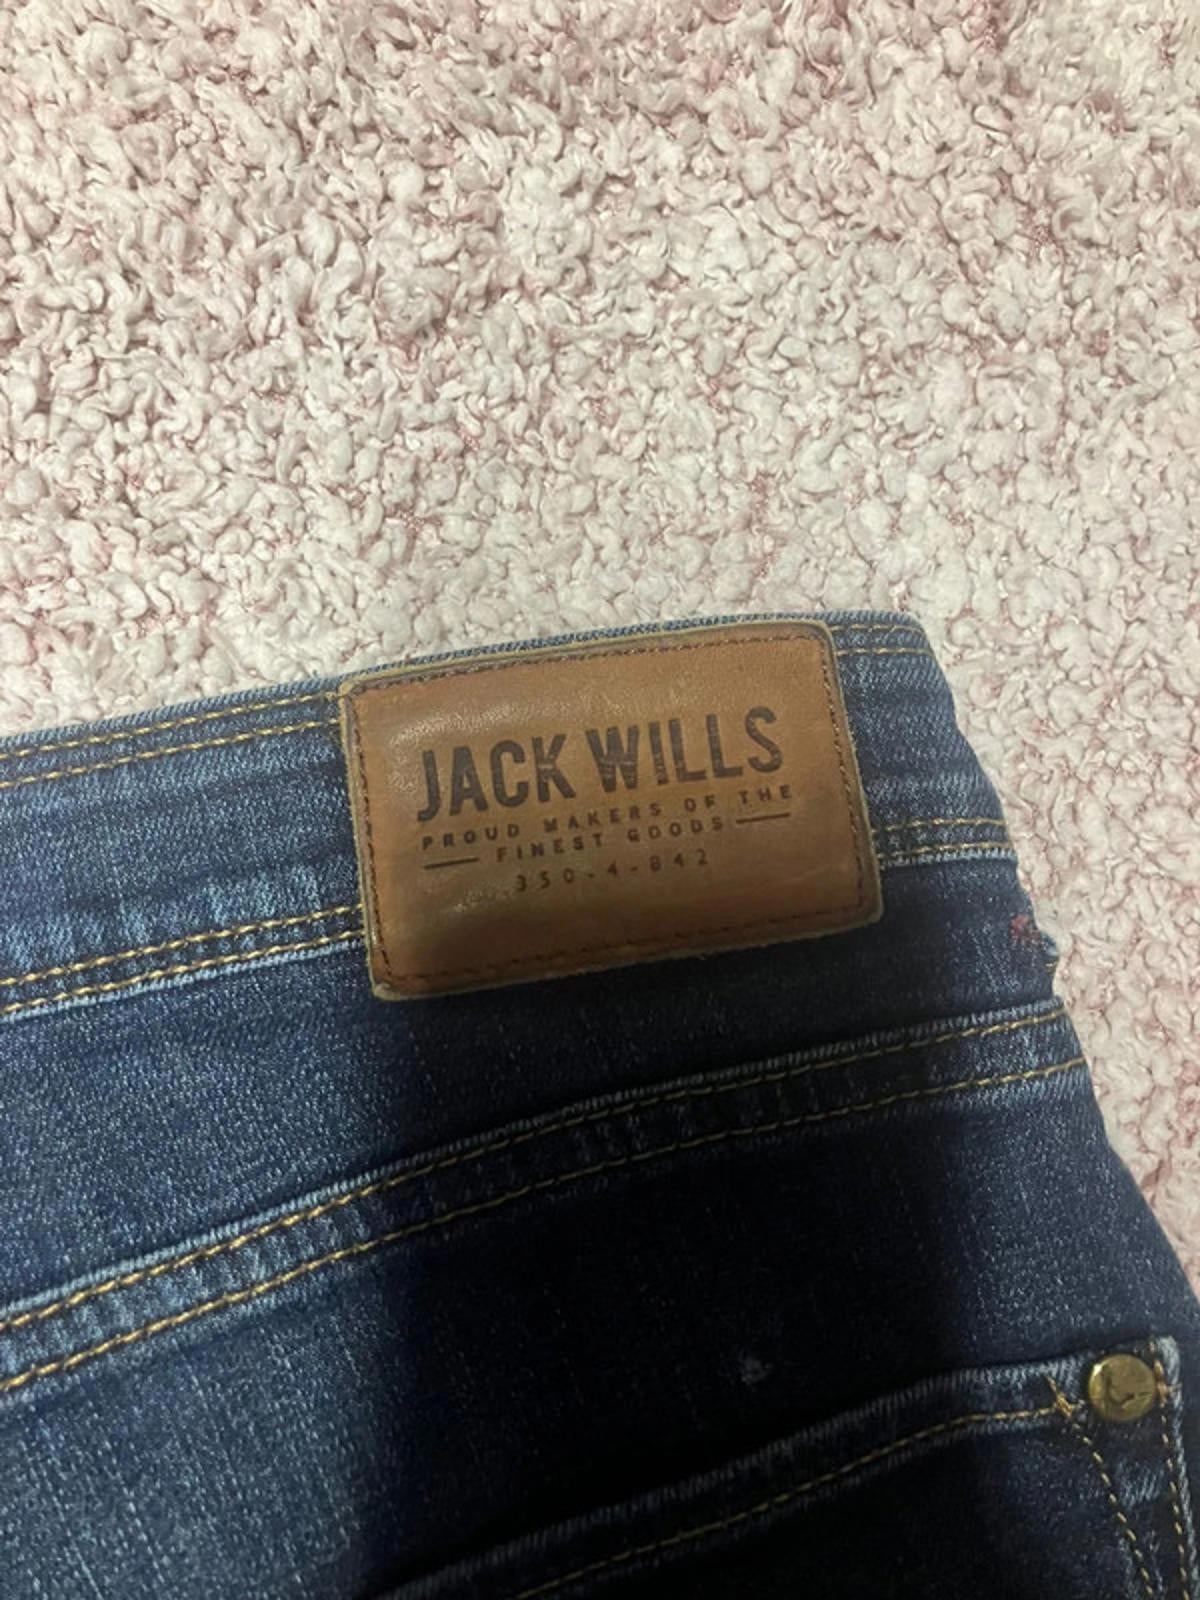 JACK WILLS
PROUD MAKERS OF THE
FINEST GOODS
350-4-842